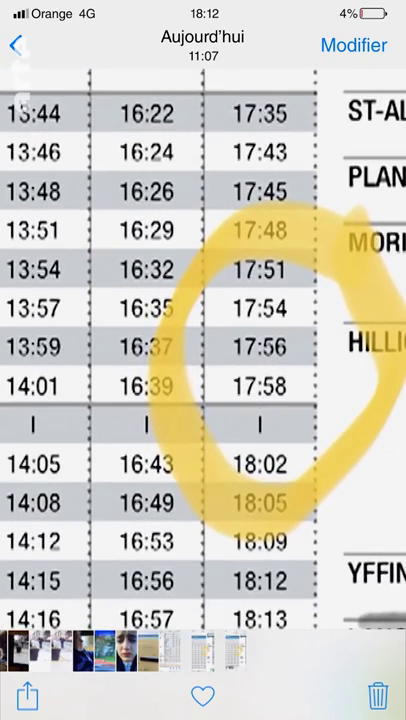 Orange 4G 18:12 4%
Aujourd'hui
11:07
Modifier
13:44 16:22 17:35 ST-AL
13:46 16:24 17:43
13:48 16:26 17:45 PLAN
13:51 16:29 17:48 MORI
13:54 16:32 17:51
13:57 16:35 17:54
13:59 16:37 17:56 HILLI
14:01 16:39 17:58
| | |
14:05 16:43 18:02
14:08 16:49 18:05
14:12 16:53 18:09
14:15 16:56 18:12 YFFIN
14:16 16:57 18:13